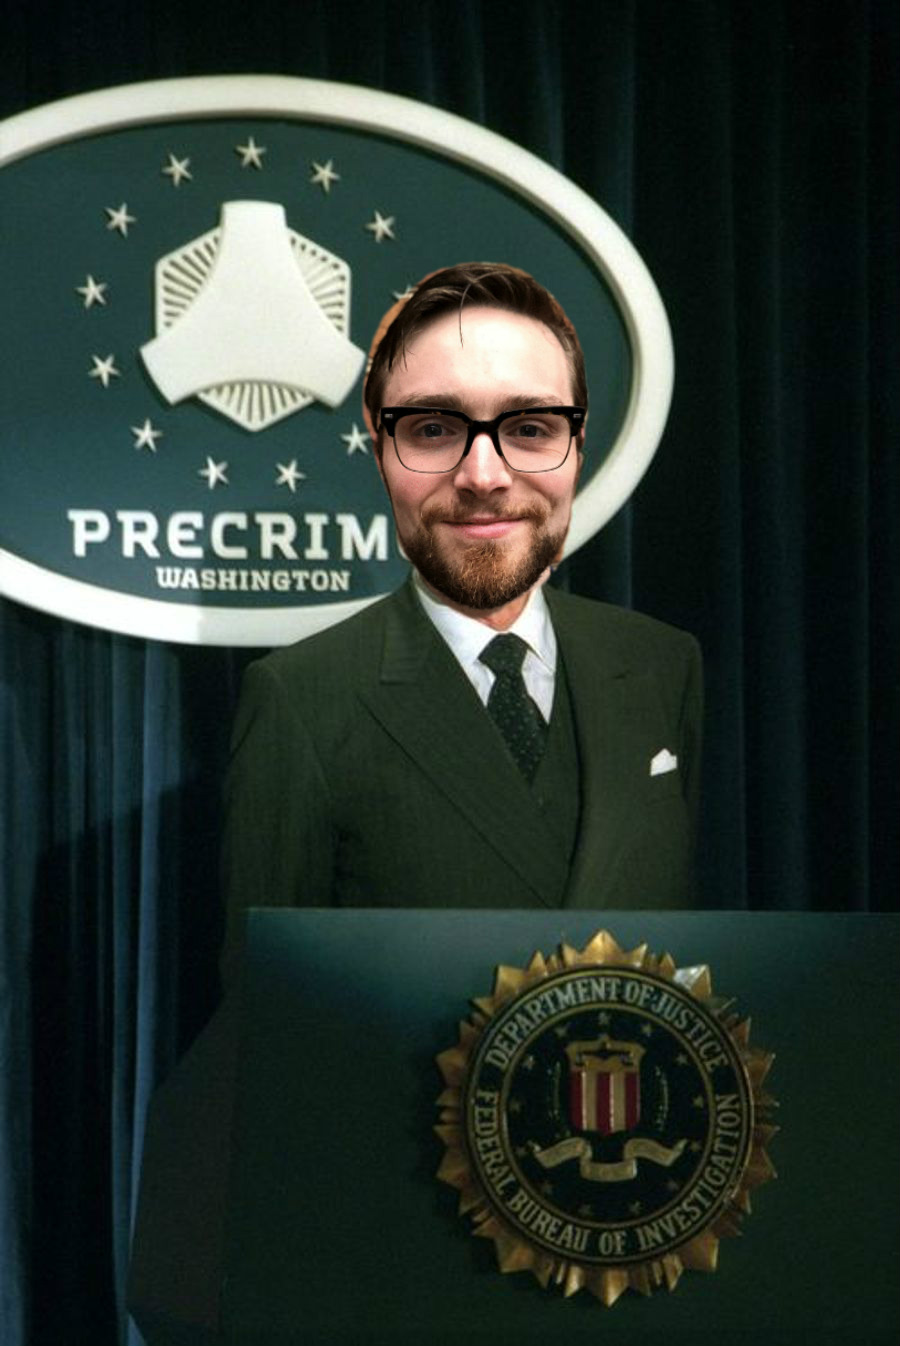 PRECRIM
WASHINGTON
DEPARTMENT OF JUSTICE
FEDERAL BUREAU OF INVESTIGATION